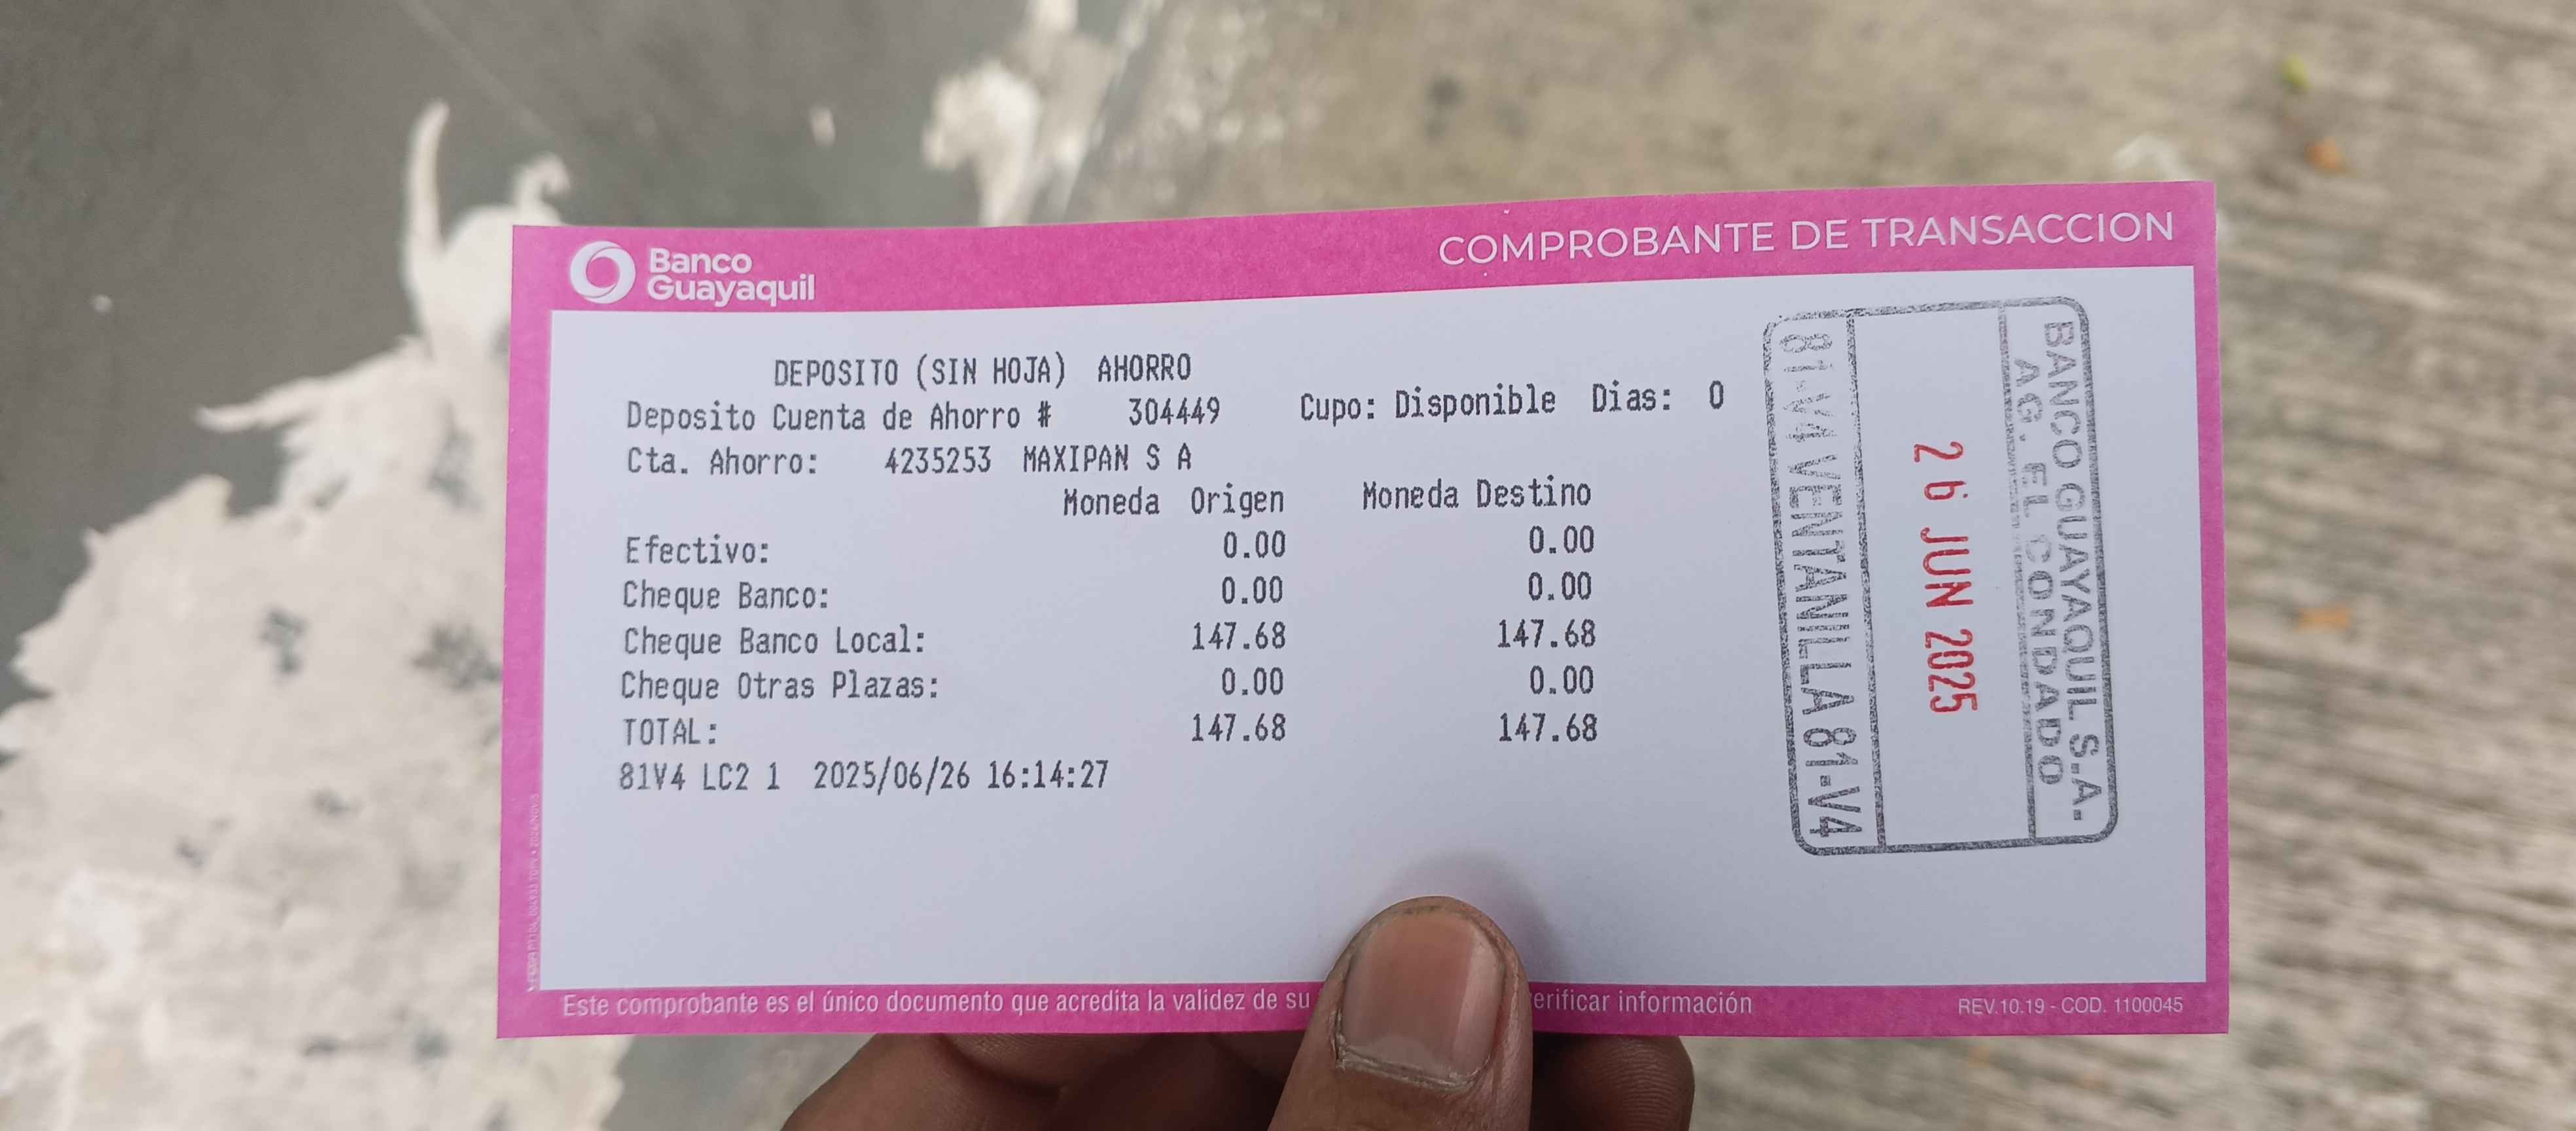 Banco
Guayaquil
COMPROBANTE DE TRANSACCION
DEPOSITO (SIN HOJA) AHORRO
Deposito Cuenta de Ahorro # 304449 Cupo: Disponible Dias: 0
Cta. Ahorro: 4235253 MAXIPAN S A
Moneda Origen Moneda Destino
Efectivo: 0.00 0.00
Cheque Banco: 0.00 0.00
Cheque Banco Local: 147.68 147.68
Cheque Otras Plazas: 0.00 0.00
TOTAL: 147.68 147.68
81V4 LC2 1 2025/06/26 16:14:27
BANCO GUAYAQUIL S.A.
AG. EL CONDADO
26 JUN 2025
81-V4 VENTANILLA 81-V4
Este comprobante es el único documento que acredita la validez de su erificar información
REV.10.19 - COD. 1100045